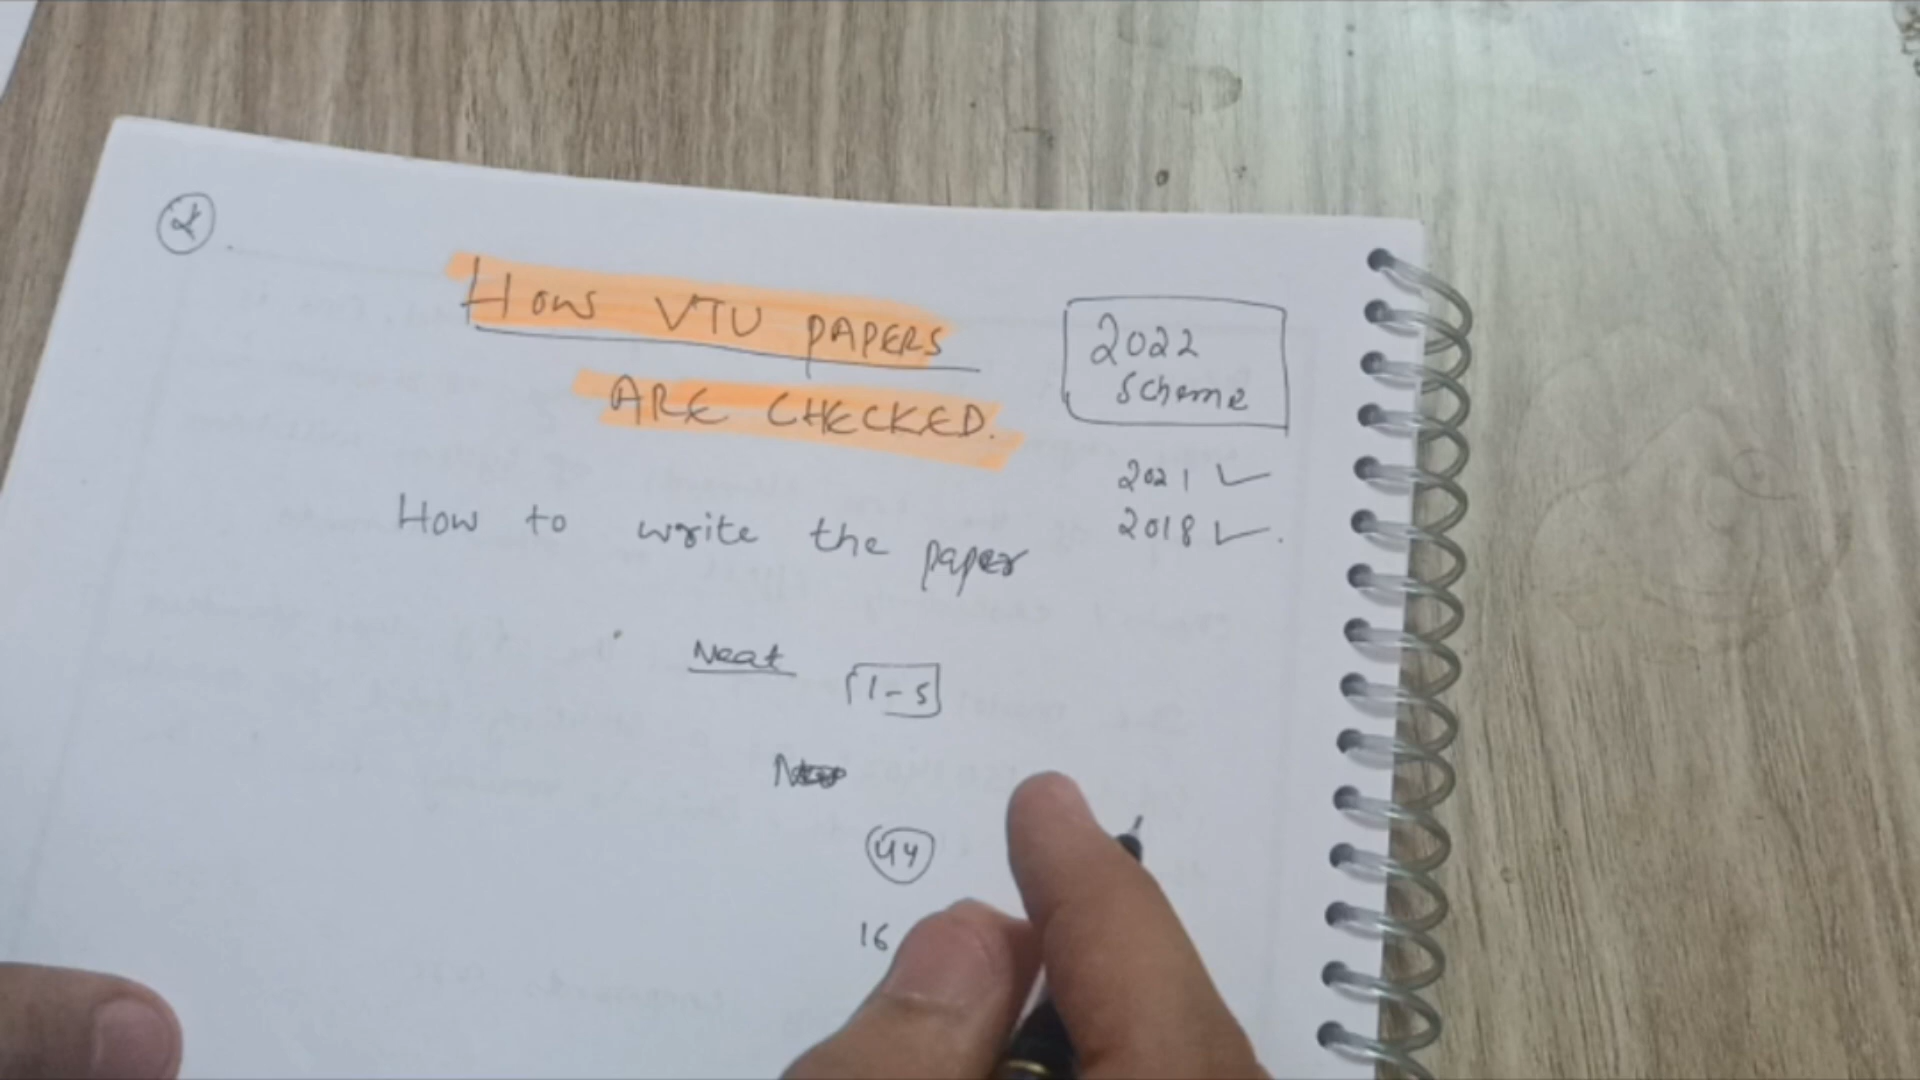 2
How VTU PAPERS
ARE CHECKED.
2022
Scheme
2021 ✓
2018 ✓.
How to write the paper
Neat
1-5
44
16